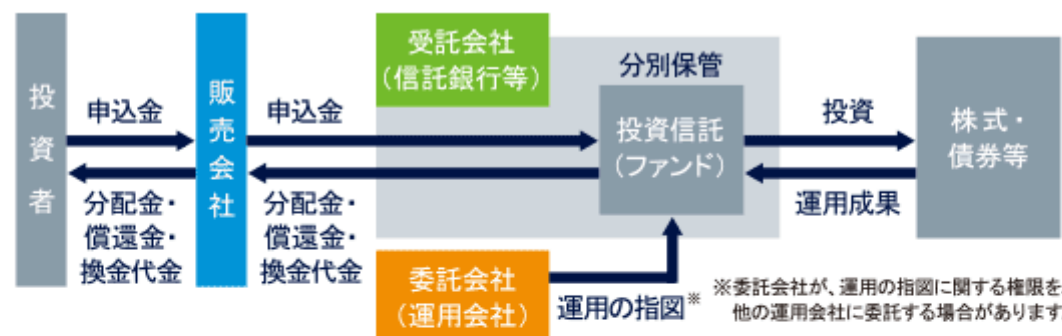 投資者
申込金
分配金・
償還金・
換金代金
販売会社
申込金
分配金・
償還金・
換金代金
受託会社
(信託銀行等)
分別保管
投資信託
(ファンド)
委託会社
(運用会社)
運用の指図※
投資
運用成果
株式・
債券等
※委託会社が、運用の指図に関する権限を
他の運用会社に委託する場合があります